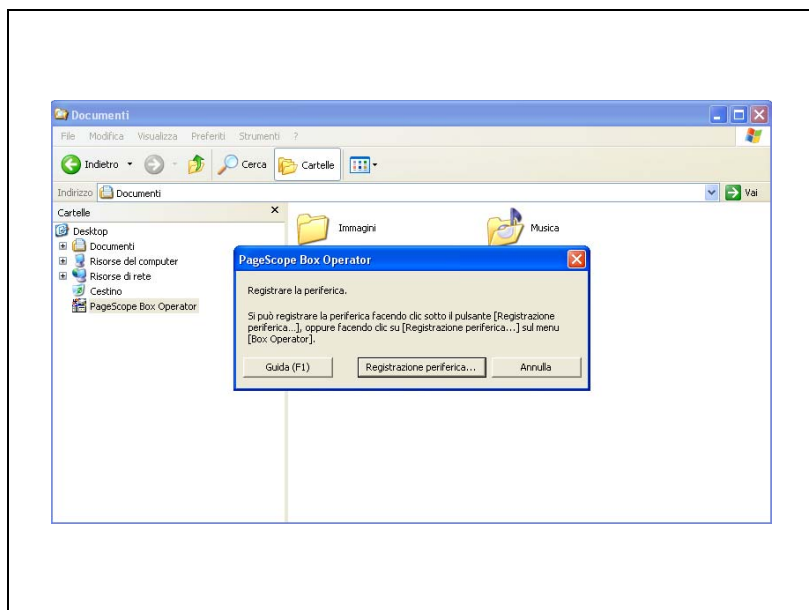 Documenti
File Modifica Visualizza Preferiti Strumenti ?
Indietro Cerca Cartelle
Indirizzo Documenti Vai
Cartelle
Desktop
Documenti
Risorse del computer
Risorse di rete
Cestino
PageScope Box Operator
Immagini Musica
PageScope Box Operator
Registrare la periferica.
Si può registrare la periferica facendo clic sotto il pulsante [Registrazione
periferica...], oppure facendo clic su [Registrazione periferica...] sul menu
[Box Operator].
Guida (F1) Registrazione periferica... Annulla